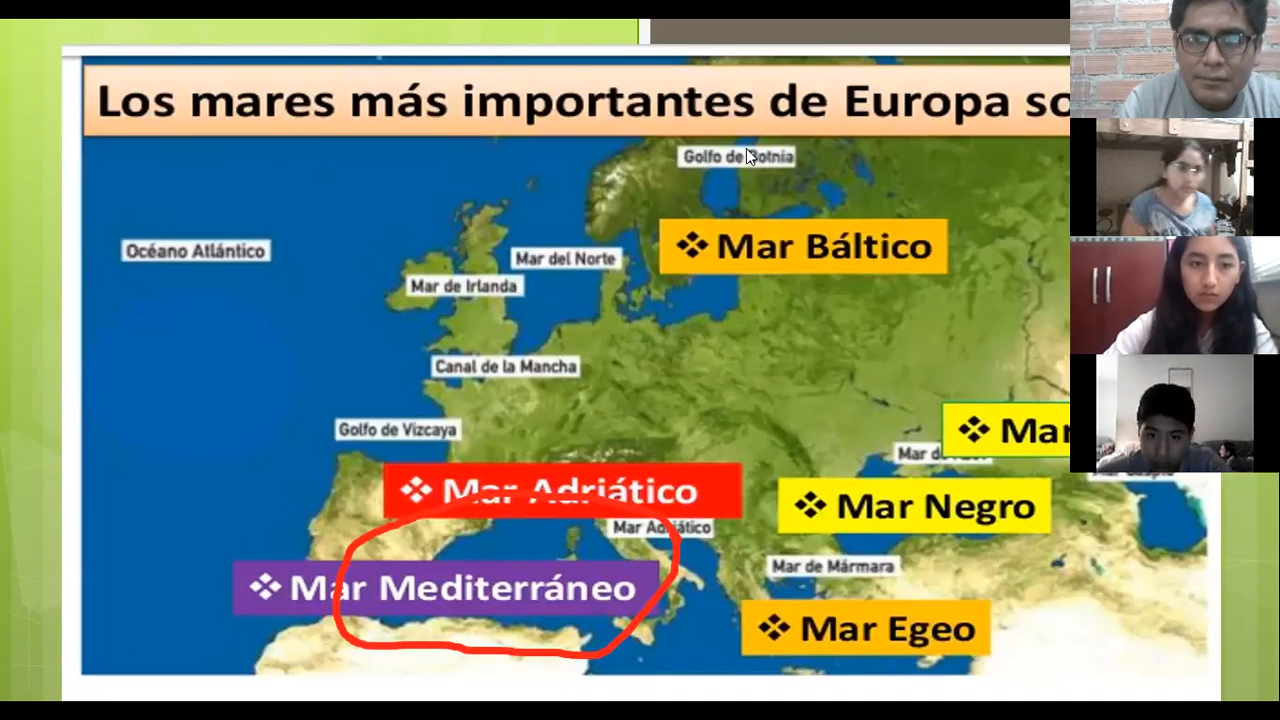 Los mares más importantes de Europa so
Golfo de Botnia
Mar Báltico
Océano Atlántico
Mar del Norte
Mar de Irlanda
Canal de la Mancha
Golfo de Vizcaya
Mar
Mar de
Mar Adriático
Mar Negro
Mar Adriático
Mar de Mármara
Mar Mediterráneo
Mar Egeo